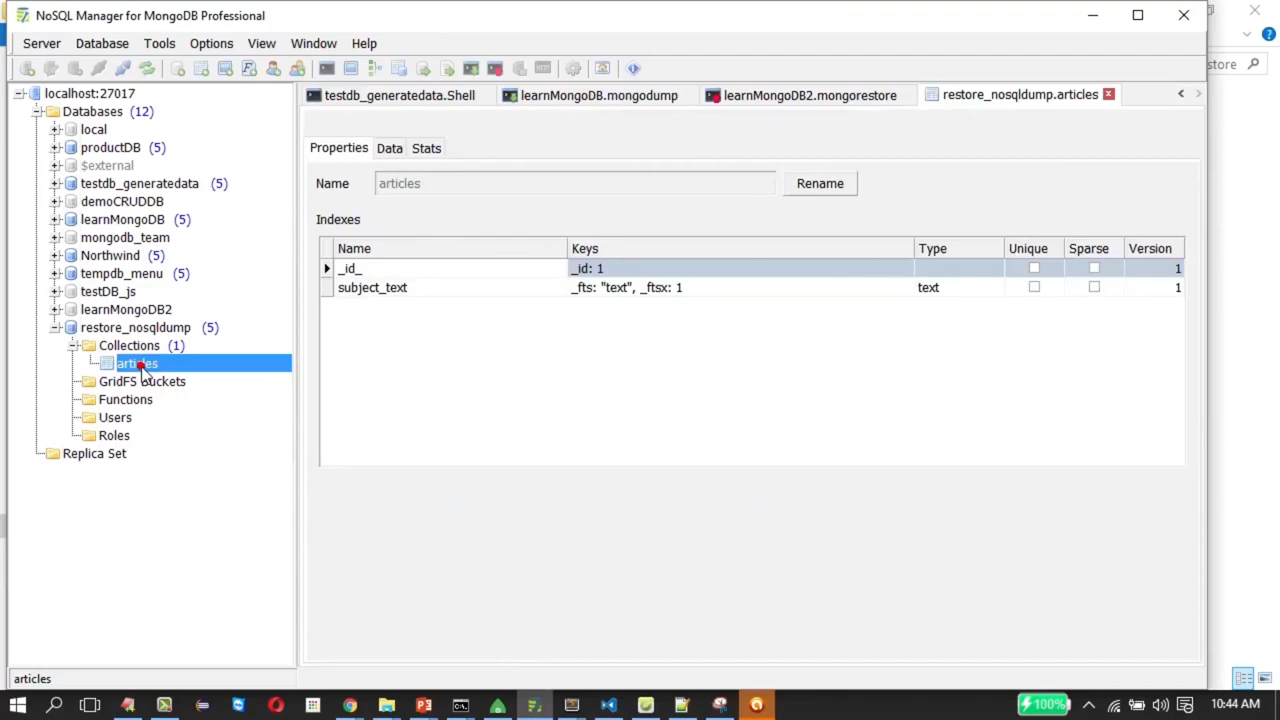 NoSQL Manager for MongoDB Professional
Server Database Tools Options View Window Help
store
localhost:27017
Databases (12)
local
productDB (5)
$external
testdb_generatedata (5)
demoCRUDDB
learnMongoDB (5)
mongodb_team
Northwind (5)
tempdb_menu (5)
testDB_js
learnMongoDB2
restore_nosqldump (5)
Collections (1)
articles
GridFS Buckets
Functions
Users
Roles
Replica Set
testdb_generatedata.Shell learnMongoDB.mongodump learnMongoDB2.mongorestore restore_nosqldump.articles
Properties Data Stats
Name articles Rename
Indexes
Name Keys Type Unique Sparse Version
_id_ _id: 1 1
subject_text _fts: "text", _ftsx: 1 text 1
articles
100% 10:44 AM